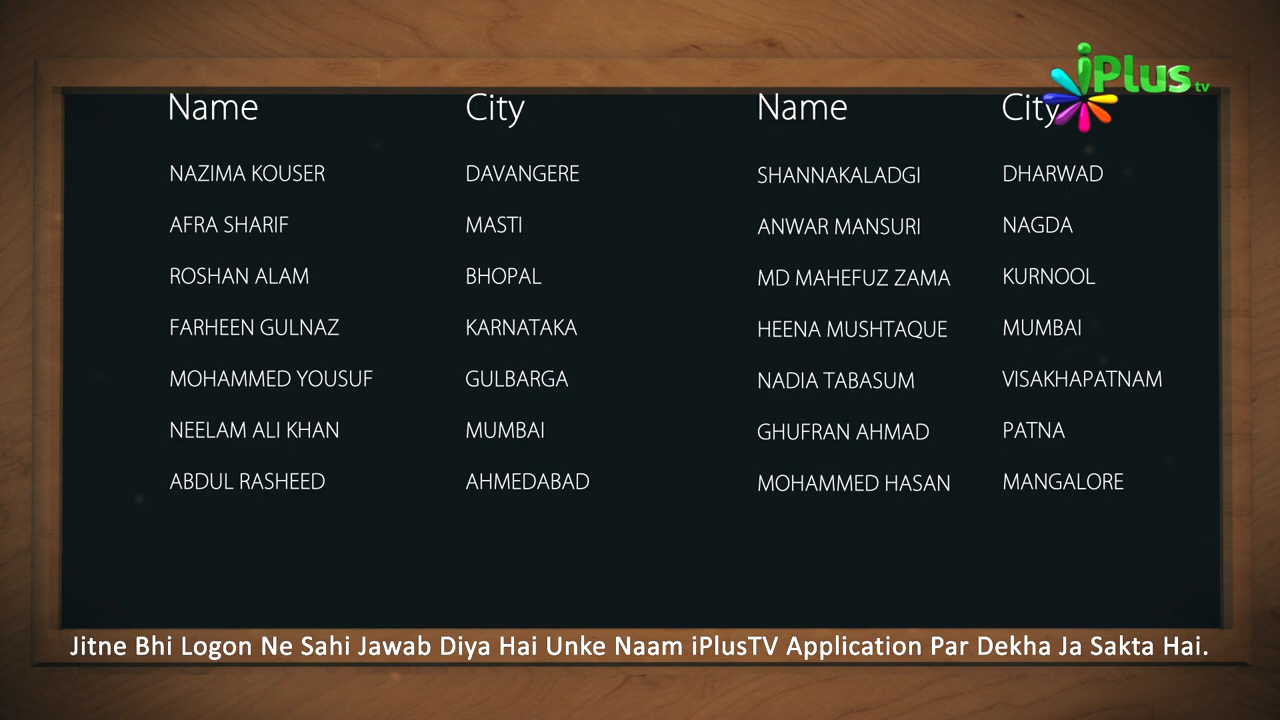 iPlus tv
Name City Name City
NAZIMA KOUSER DAVANGERE SHANNAKALADGI DHARWAD
AFRA SHARIF MASTI ANWAR MANSURI NAGDA
ROSHAN ALAM BHOPAL MD MAHEFUZ ZAMA KURNOOL
FARHEEN GULNAZ KARNATAKA HEENA MUSHTAQUE MUMBAI
MOHAMMED YOUSUF GULBARGA NADIA TABASUM VISAKHAPATNAM
NEELAM ALI KHAN MUMBAI GHUFRAN AHMAD PATNA
ABDUL RASHEED AHMEDABAD MOHAMMED HASAN MANGALORE
Jitne Bhi Logon Ne Sahi Jawab Diya Hai Unke Naam iPlusTV Application Par Dekha Ja Sakta Hai.